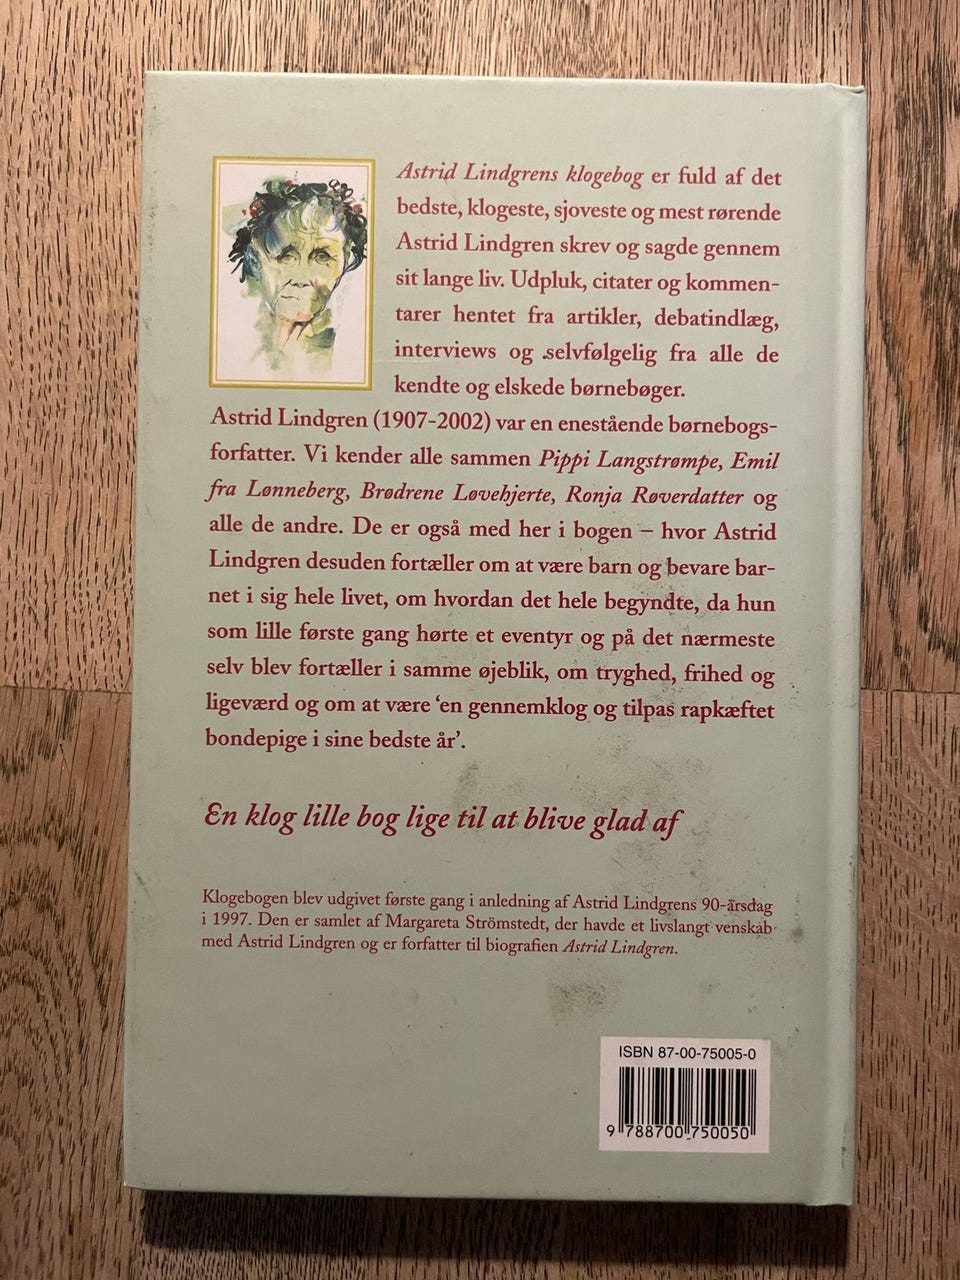 Astrid Lindgrens klogebog er fuld af det
bedste, klogeste, sjoveste og mest rørende
Astrid Lindgren skrev og sagde gennem
sit lange liv. Udpluk, citater og kommen-
tarer hentet fra artikler, debatindlæg,
interviews og selvfølgelig fra alle de
kendte og elskede børnebøger.
Astrid Lindgren (1907-2002) var en enestående børnebogs-
forfatter. Vi kender alle sammen Pippi Langstrømpe, Emil
fra Lønneberg, Brødrene Løvehjerte, Ronja Røverdatter og
alle de andre. De er også med her i bogen – hvor Astrid
Lindgren desuden fortæller om at være barn og bevare bar-
net i sig hele livet, om hvordan det hele begyndte, da hun
som lille første gang hørte et eventyr og på det nærmeste
selv blev fortæller i samme øjeblik, om tryghed, frihed og
ligeværd og om at være ‘en gennemklog og tilpas rapkæftet
bondepige i sine bedste år’.
En klog lille bog lige til at blive glad af
Klogebogen blev udgivet første gang i anledning af Astrid Lindgrens 90-årsdag
i 1997. Den er samlet af Margareta Strömstedt, der havde et livslangt venskab
med Astrid Lindgren og er forfatter til biografien Astrid Lindgren.
ISBN 87-00-75005-0
9 788700 750050